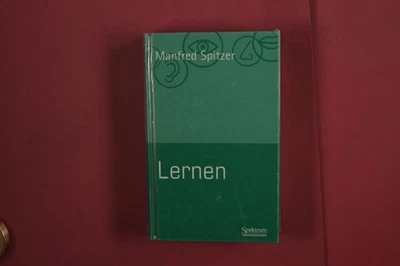 Manfred Spitzer
Lernen
Spektrum